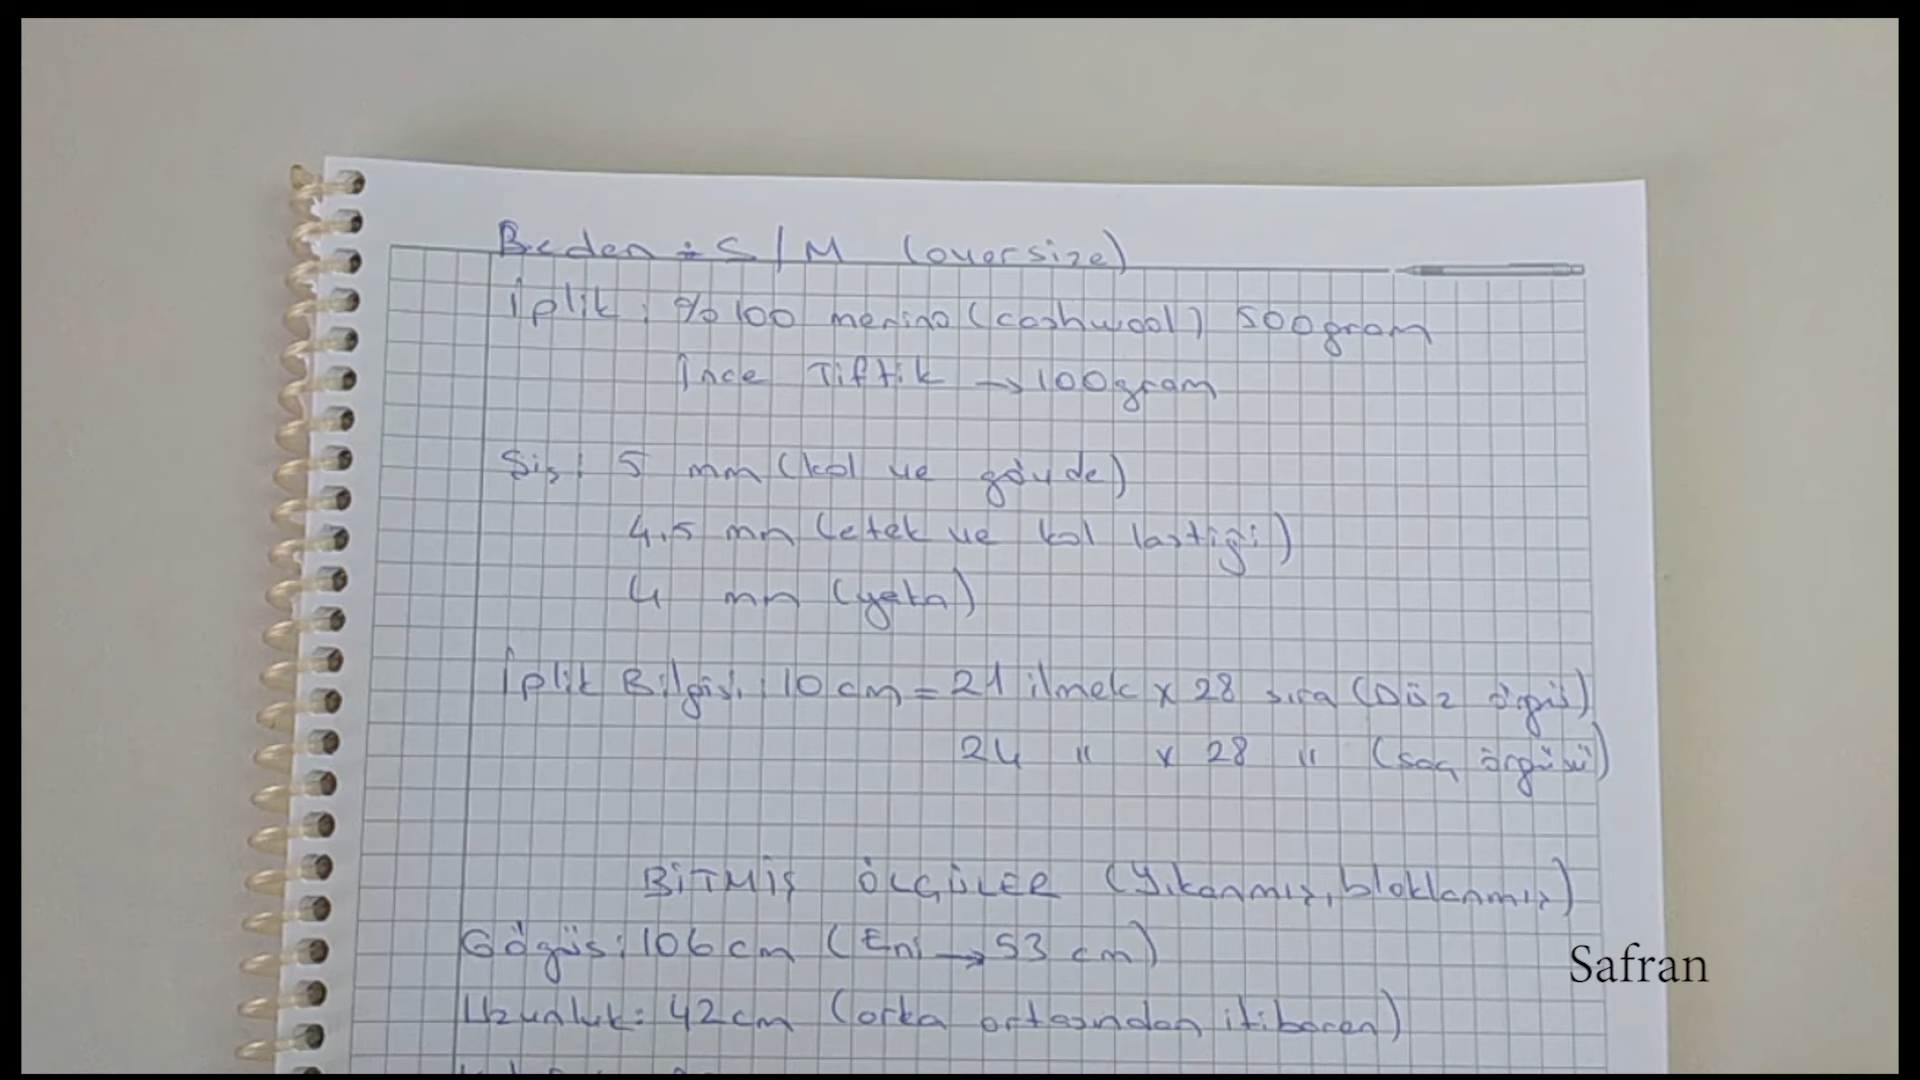 Beden : S/M (oversize)
İplik : %100 merino (cashwool) 500gram
İnce Tiftik → 100gram
Şiş : 5 mm (kol ve gövde)
4.5 mm (etek ve kol lastiği)
4 mm (yaka)
İplik Bilgisi : 10 cm = 21 ilmek x 28 sıra (Düz örgü)
24 " x 28 " (saç örgüsü)
BİTMİŞ ÖLÇÜLER (Yıkanmış, bloklanmış)
Göğüs : 106 cm (Eni → 53 cm)
Safran
Uzunluk : 42cm (arka ortasından itibaren)